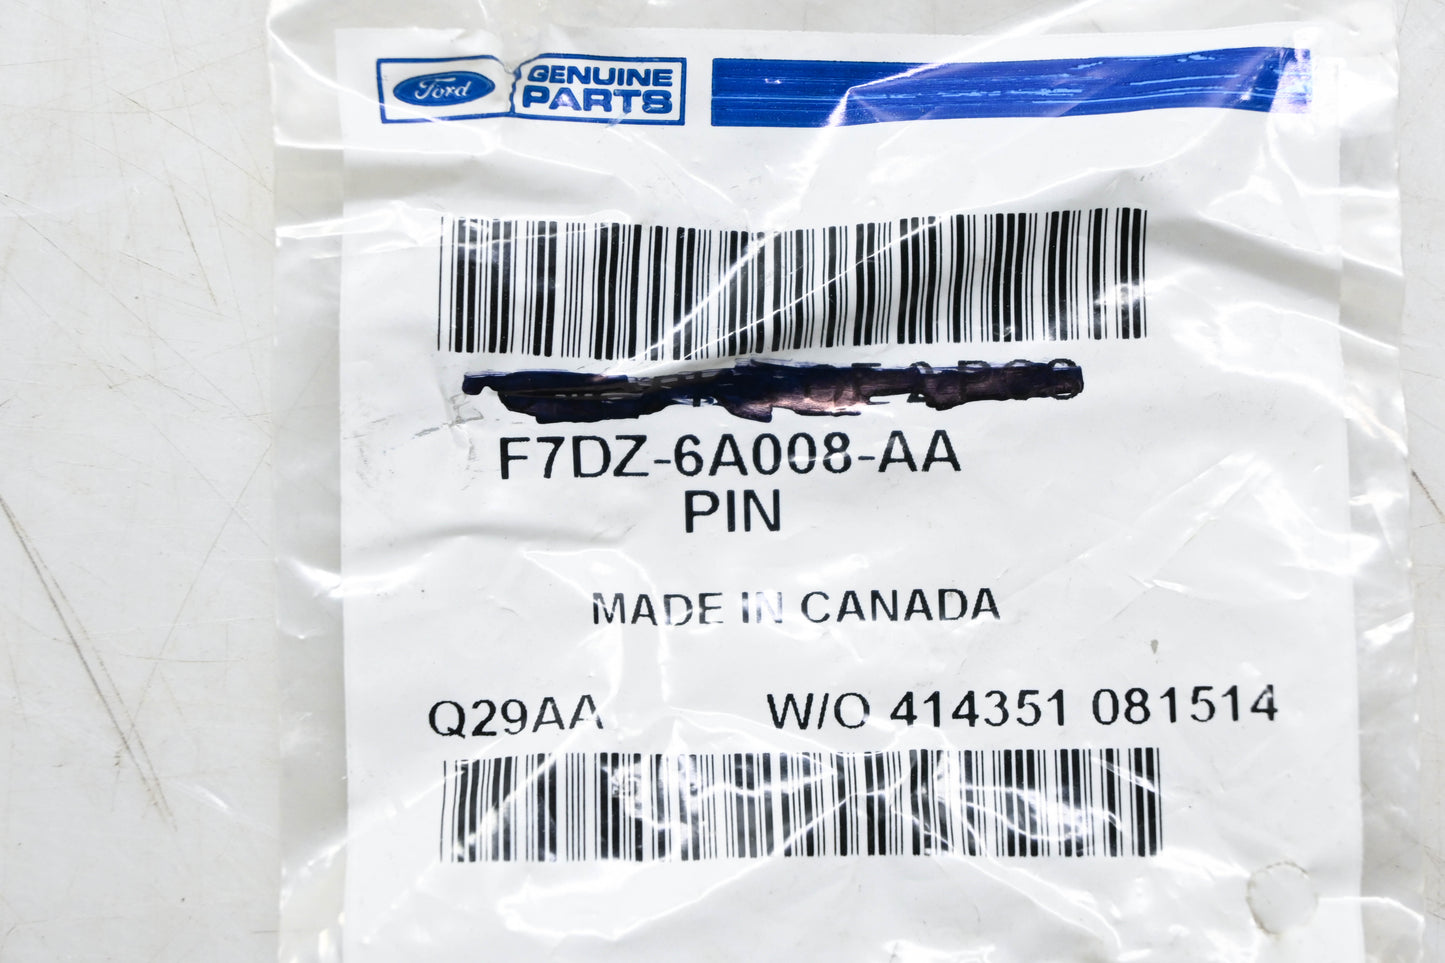 Ford GENUINE
PARTS
F7DZ-6A008-AA
PIN
MADE IN CANADA
Q29AA W/O 414351 081514